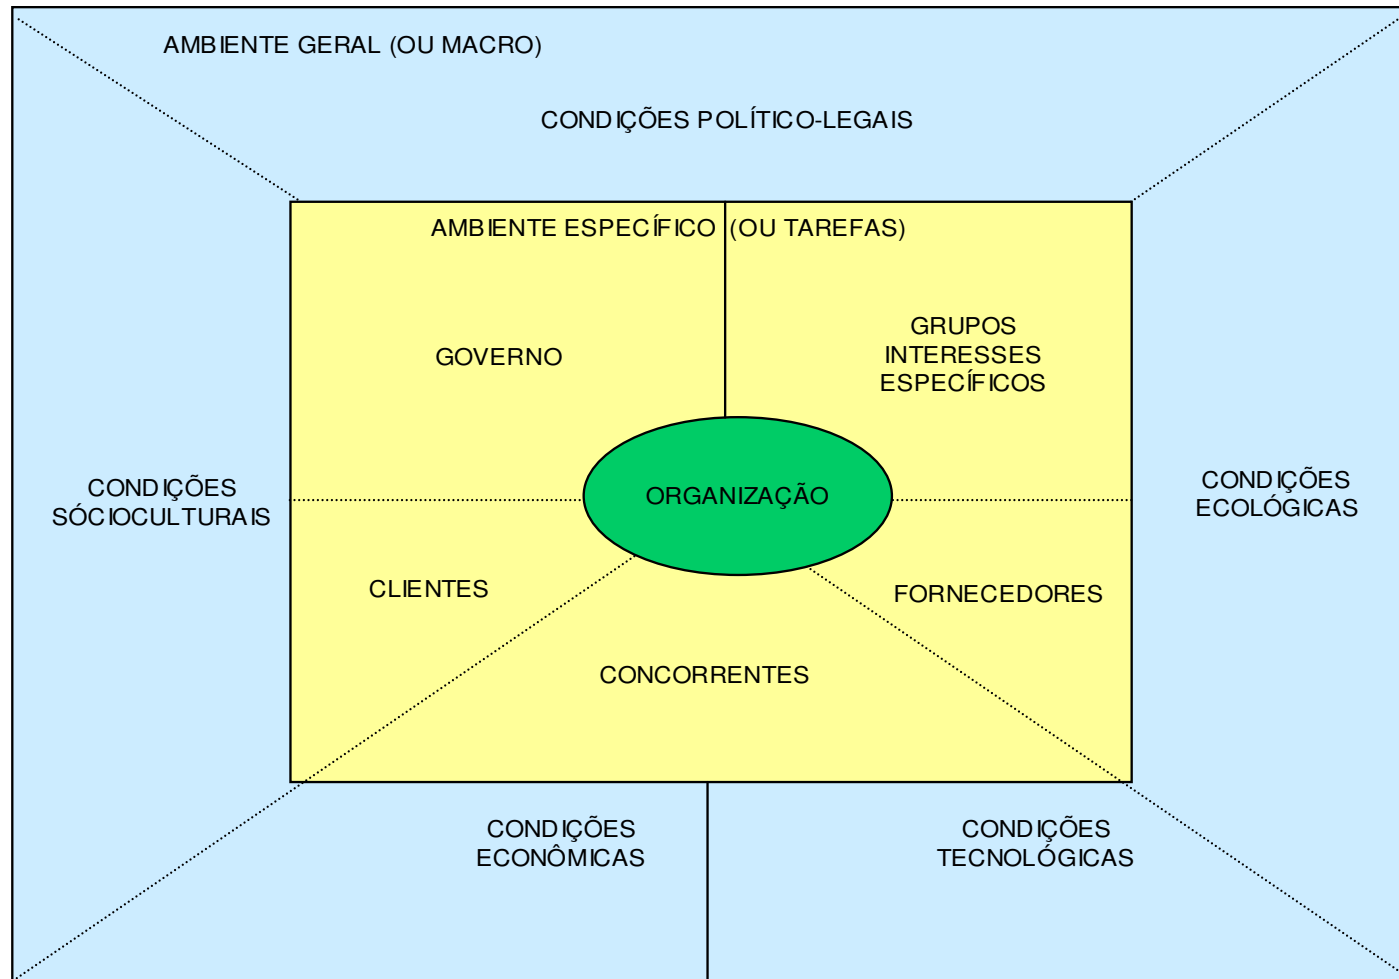 AMBIENTE GERAL (OU MACRO)
CONDIÇÕES POLÍTICO-LEGAIS
AMBIENTE ESPECÍFICO (OU TAREFAS)
GOVERNO
GRUPOS
INTERESSES
ESPECÍFICOS
CONDIÇÕES
SÓCIOCULTURAIS
ORGANIZAÇÃO
CONDIÇÕES
ECOLÓGICAS
CLIENTES
FORNECEDORES
CONCORRENTES
CONDIÇÕES
ECONÔMICAS
CONDIÇÕES
TECNOLÓGICAS